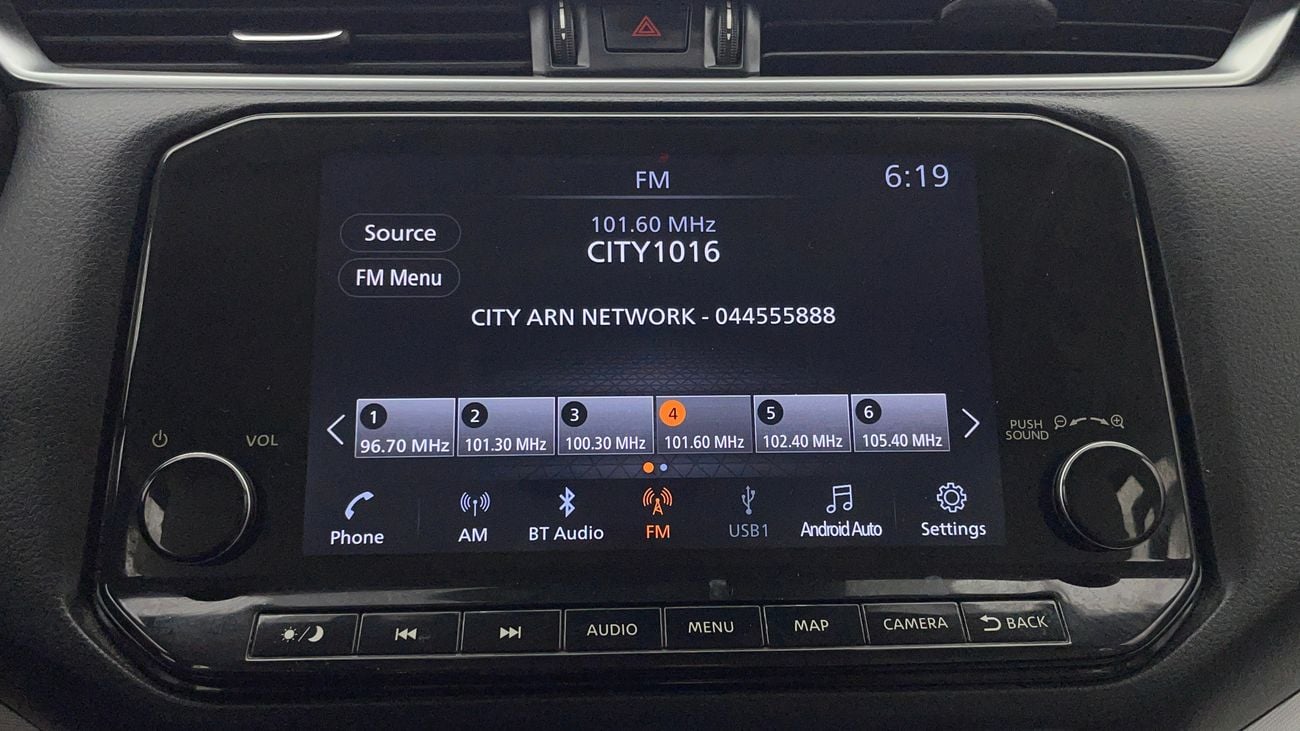 FM
6:19
101.60 MHz
Source
CITY1016
FM Menu
CITY ARN NETWORK - 044555888
1
2
3
4
5
6
96.70 MHz
101.30 MHz
100.30 MHz
101.60 MHz
102.40 MHz
105.40 MHz
VOL
PUSH
SOUND
Phone
AM
BT Audio
FM
USB1
Android Auto
Settings
AUDIO
MENU
MAP
CAMERA
BACK